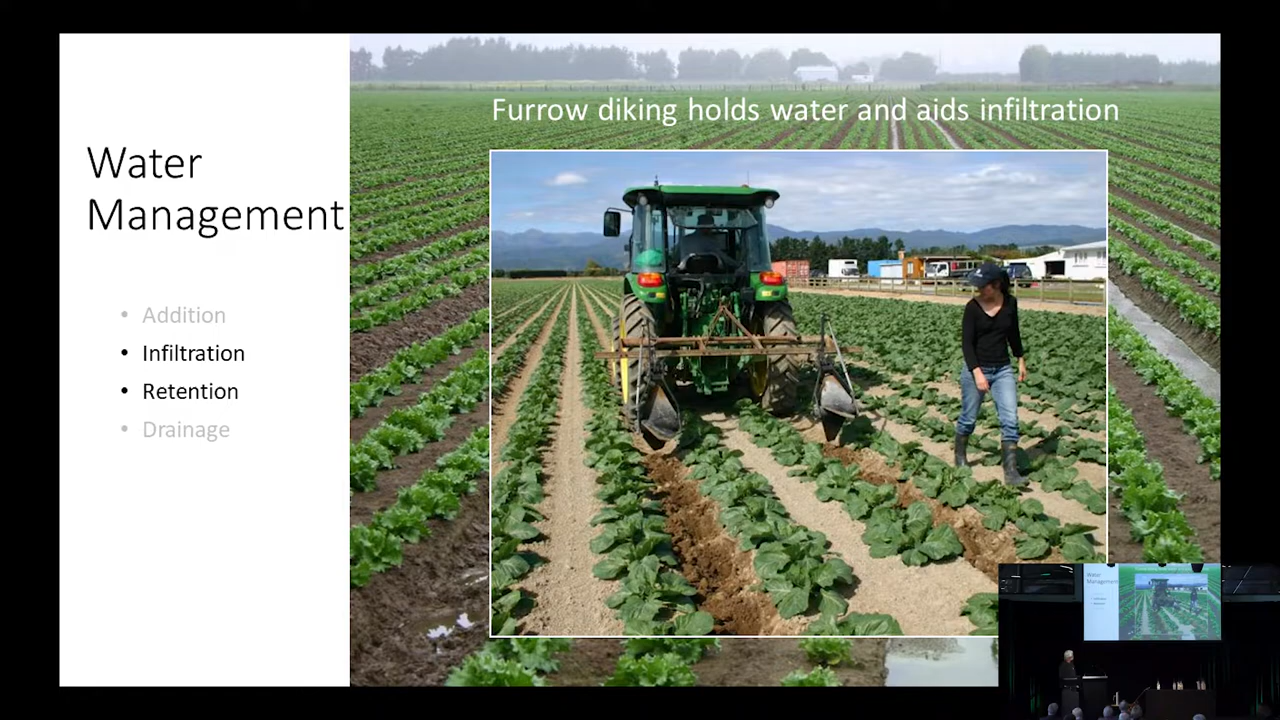 Water
Management
• Addition
• Infiltration
• Retention
• Drainage
Furrow diking holds water and aids infiltration